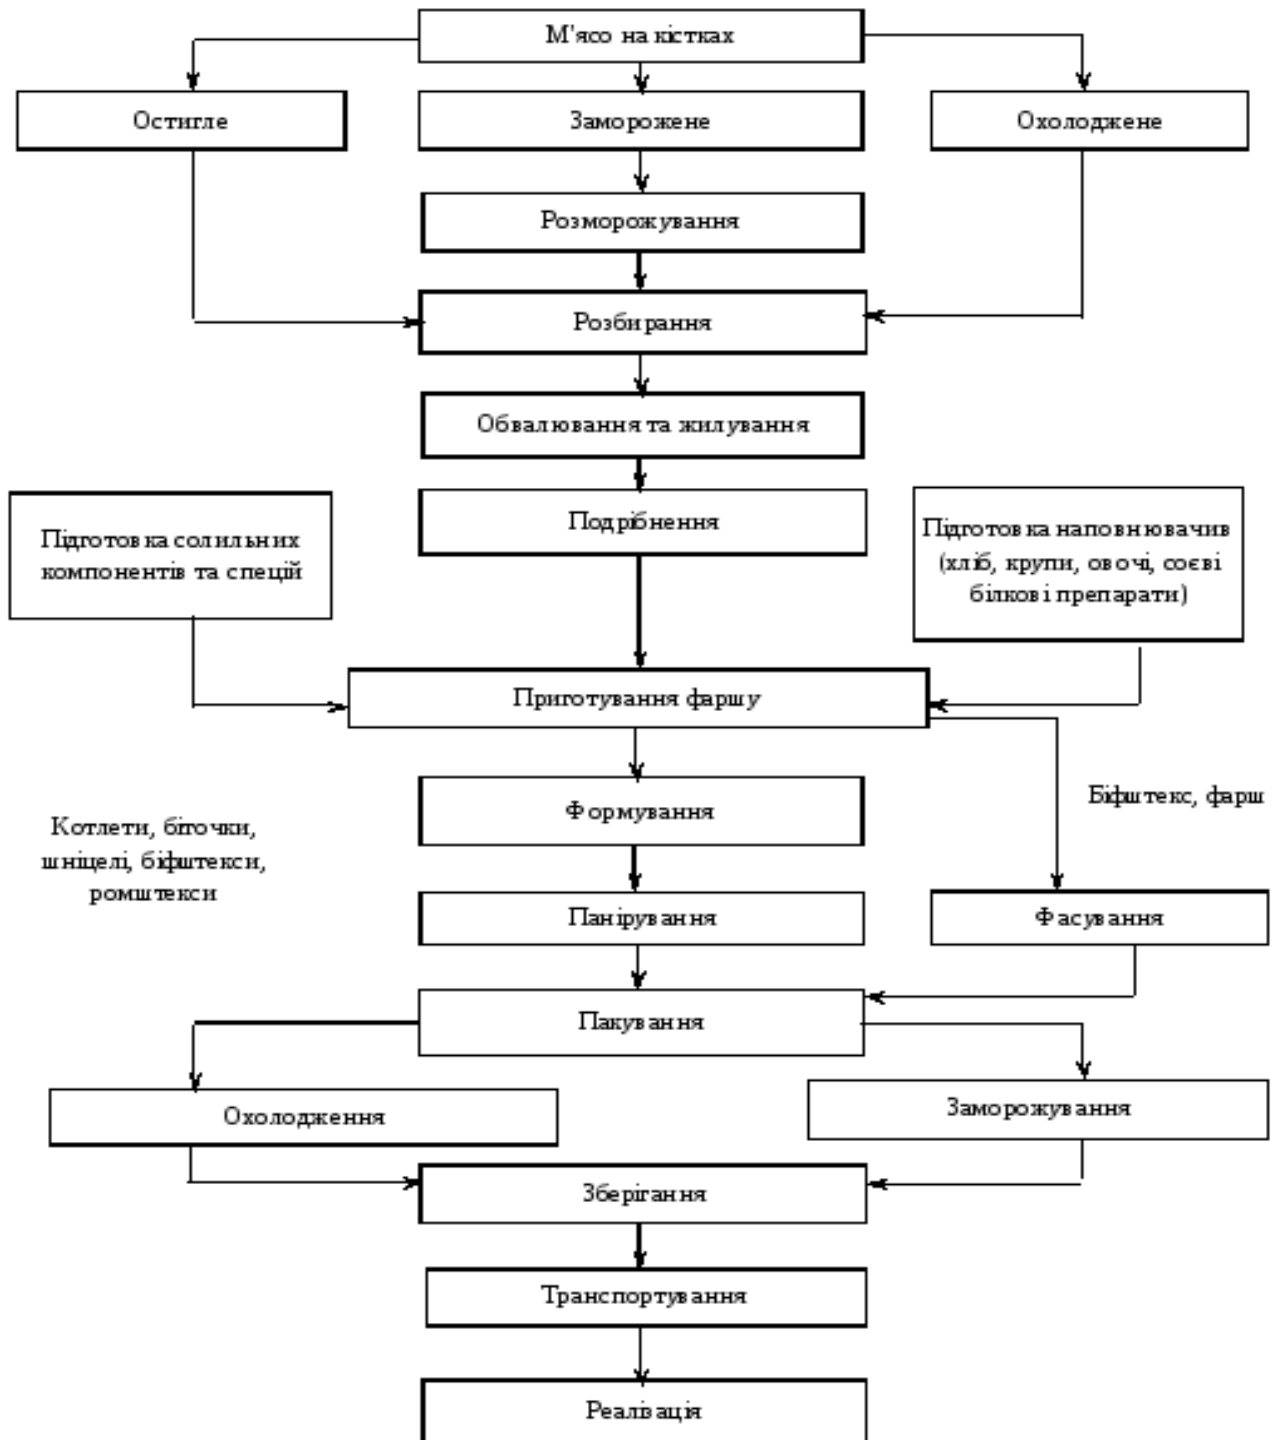 М'ясо на кістках
Остигле
Заморожене
Охолоджене
Розморожування
Розбирання
Обвалювання та жилування
Подрібнення
Підготовка солильних
компонентів та спецій
Підготовка наповнювачив
(хліб, крупи, овочі, соєві
білкові препарати)
Приготування фаршу
Формування
Біфштекс, фарш
Котлети, біточки,
шніцелі, біфштекси,
ромштекси
Панірування
Фасування
Пакування
Охолодження
Заморожування
Зберігання
Транспортування
Реалізація